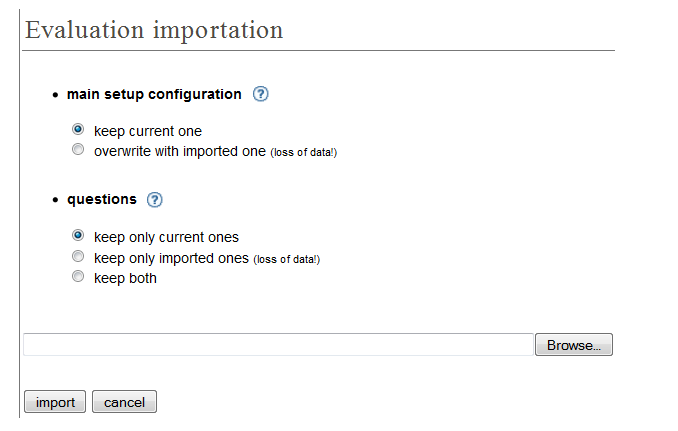 Evaluation importation
• main setup configuration ?
keep current one
overwrite with imported one (loss of data!)
• questions ?
keep only current ones
keep only imported ones (loss of data!)
keep both
Browse...
import cancel